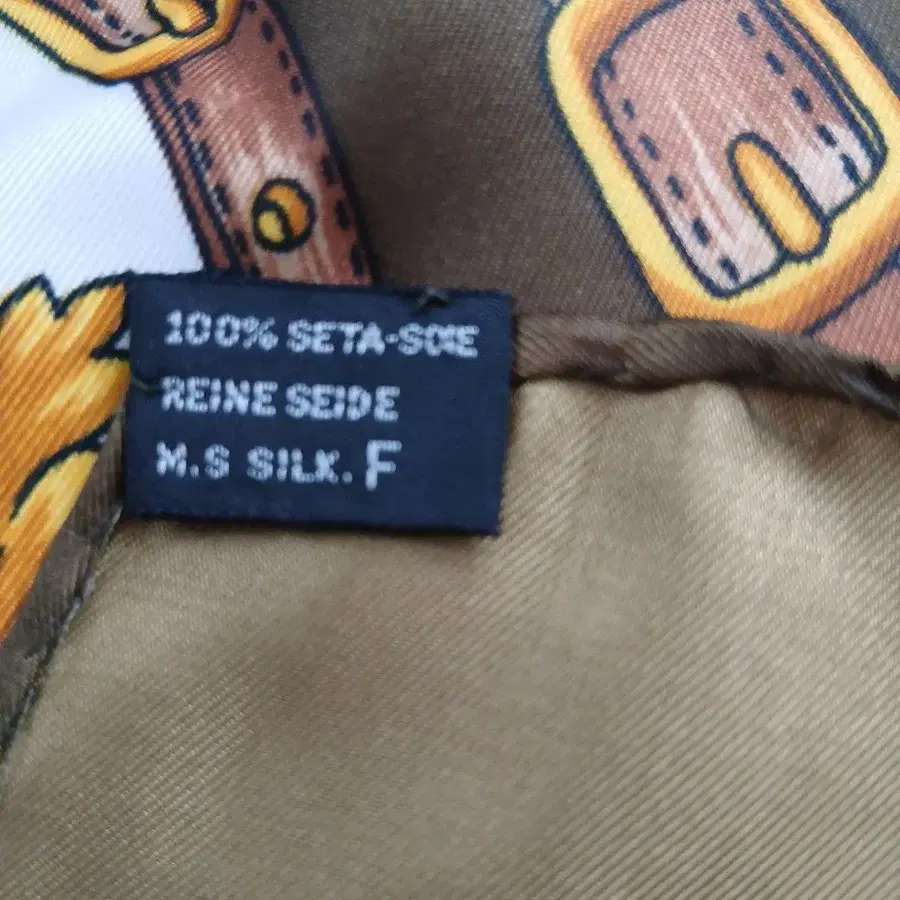 100% SETA-SOIE
REINE SEIDE
M.S SILK. F